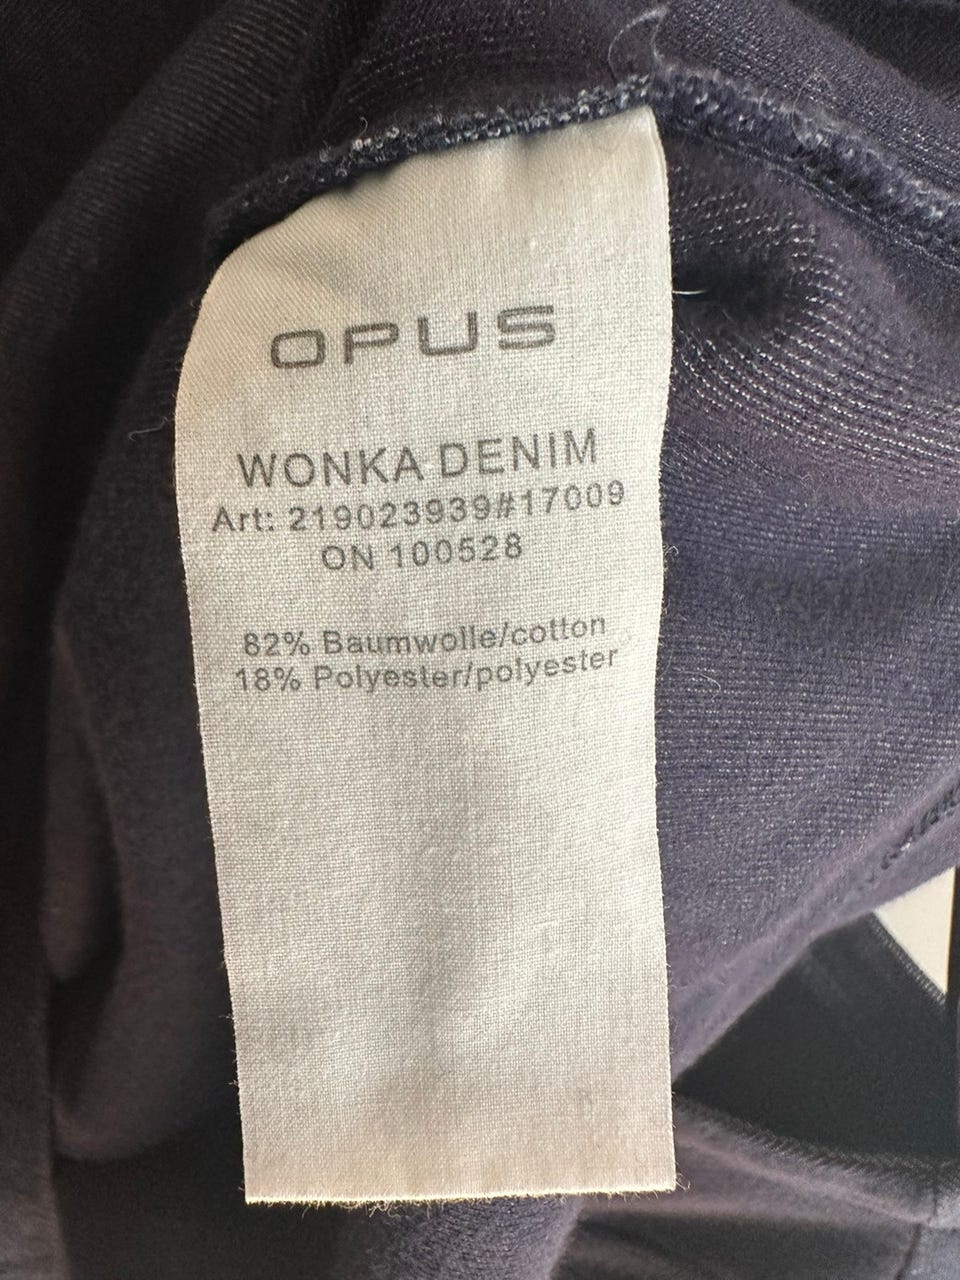 OPUS
WONKA DENIM
Art: 219023939#17009
ON 100528
82% Baumwolle/cotton
18% Polyester/polyester